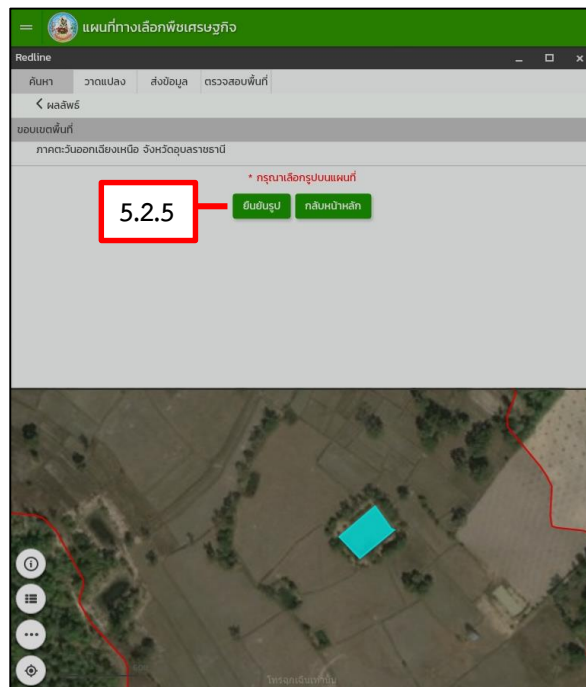 แผนที่ทางเลือกพืชเศรษฐกิจ
Redline
ค้นหา วาดแปลง ส่งข้อมูล ตรวจสอบพื้นที่
ผลลัพธ์
ขอบเขตพื้นที่
ภาคตะวันออกเฉียงเหนือ จังหวัดอุบลราชธานี
* กรุณาเลือกรูปบนแผนที่
5.2.5 ยืนยันรูป กลับหน้าหลัก